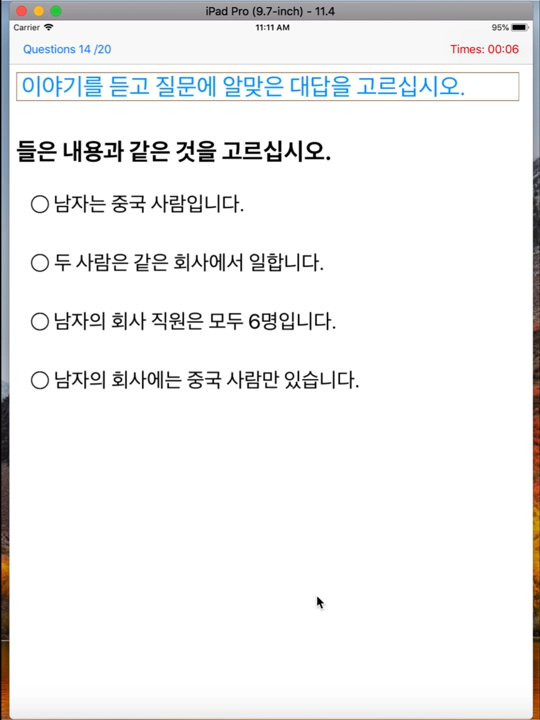 iPad Pro (9.7-inch) - 11.4
Carrier 11:11 AM 95%
Questions 14 /20 Times: 00:06
이야기를 듣고 질문에 알맞은 대답을 고르십시오.
들은 내용과 같은 것을 고르십시오.
남자는 중국 사람입니다.
두 사람은 같은 회사에서 일합니다.
남자의 회사 직원은 모두 6명입니다.
남자의 회사에는 중국 사람만 있습니다.